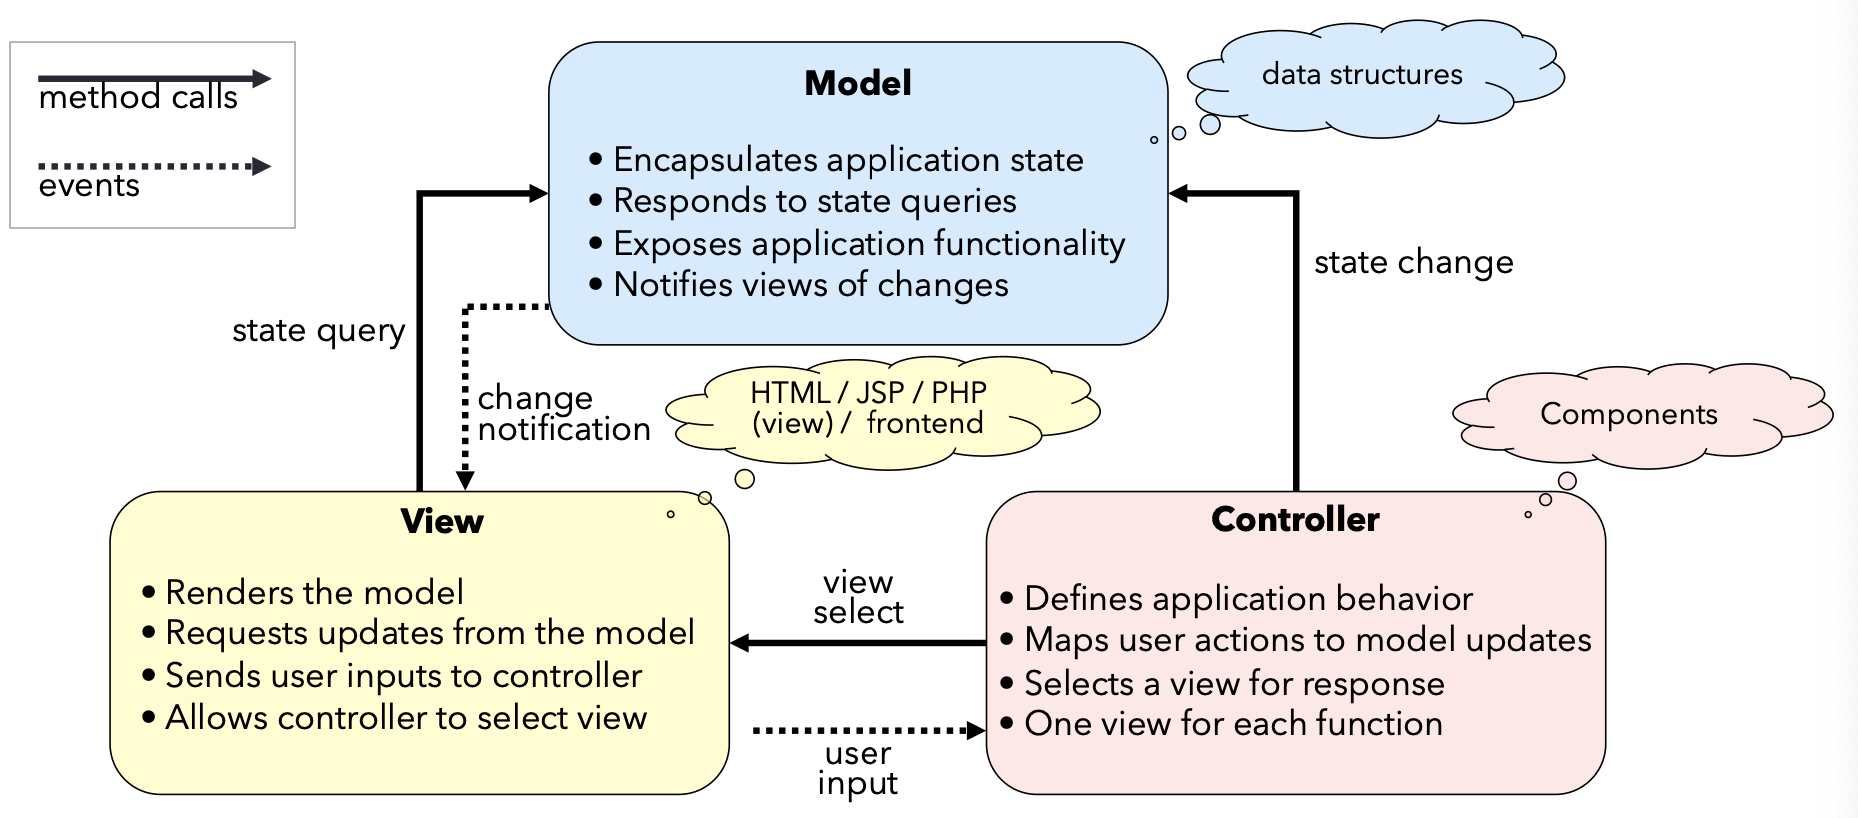 method calls
events
Model
• Encapsulates application state
• Responds to state queries
• Exposes application functionality
• Notifies views of changes
data structures
state query
change
notification
state change
HTML / JSP / PHP
(view) / frontend
Components
View
• Renders the model
• Requests updates from the model
• Sends user inputs to controller
• Allows controller to select view
view
select
user
input
Controller
• Defines application behavior
• Maps user actions to model updates
• Selects a view for response
• One view for each function